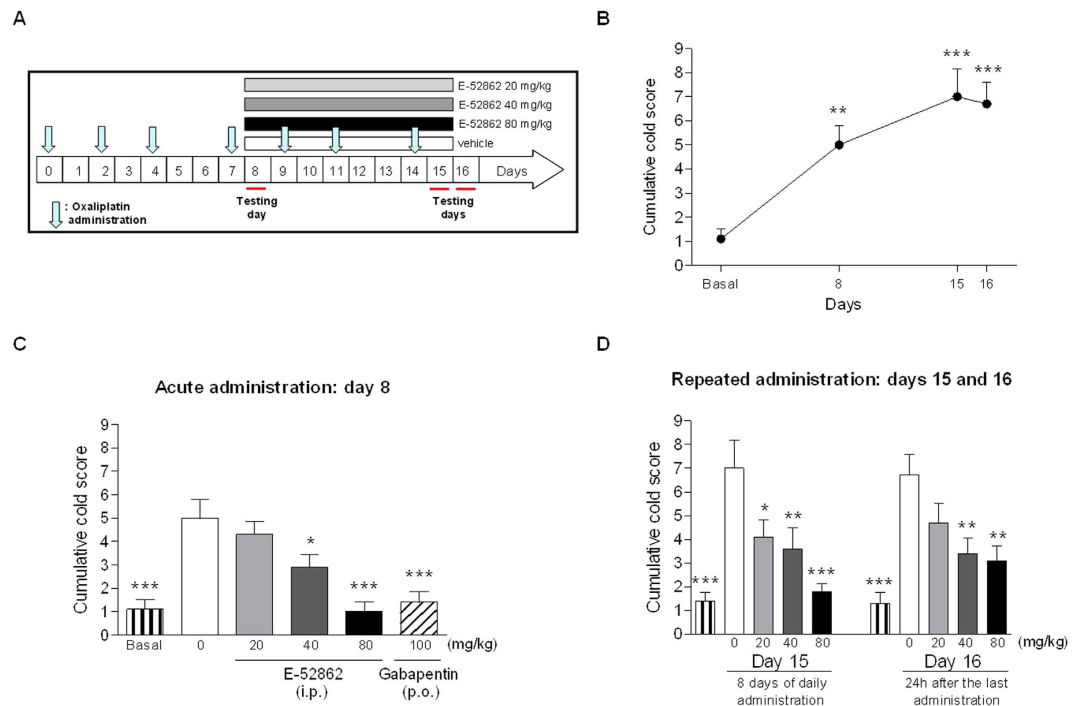 A
E-52862 20 mg/kg
E-52862 40 mg/kg
E-52862 80 mg/kg
vehicle
0 1 2 3 4 5 6 7 8 9 10 11 12 13 14 15 16 Days
Testing
day
Testing
days
: Oxaliplatin
administration
B
Cumulative cold score
9
8
7
6
5
4
3
2
1
0
**
***
***
Basal 8 15 16
Days
C
Acute administration: day 8
Cumulative cold score
9
8
7
6
5
4
3
2
1
0
***
*
***
***
Basal 0 20 40 80 100 (mg/kg)
E-52862
(i.p.)
Gabapentin
(p.o.)
D
Repeated administration: days 15 and 16
Cumulative cold score
9
8
7
6
5
4
3
2
1
0
***
*
**
***
***
**
**
0 20 40 80 0 20 40 80 (mg/kg)
Day 15
8 days of daily
administration
Day 16
24h after the last
administration